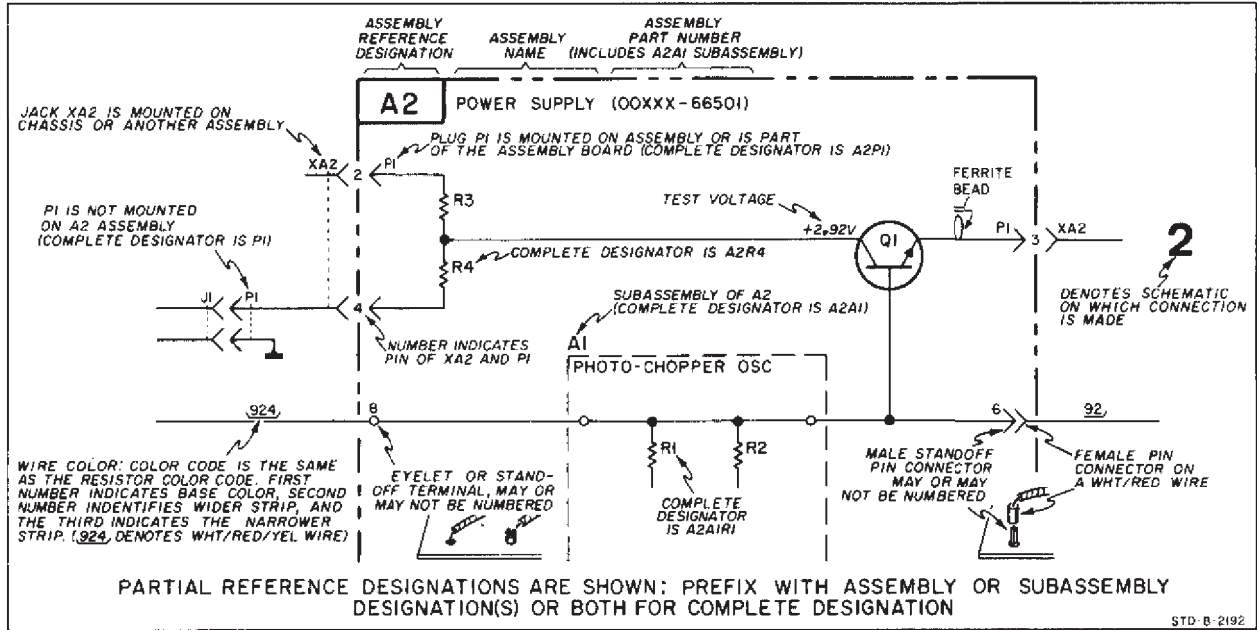 ASSEMBLY
REFERENCE
DESIGNATION
ASSEMBLY
NAME
ASSEMBLY
PART NUMBER
(INCLUDES A2A1 SUBASSEMBLY)
A2
POWER SUPPLY (00XXX-66501)
JACK XA2 IS MOUNTED ON
CHASSIS OR ANOTHER ASSEMBLY
PLUG P1 IS MOUNTED ON ASSEMBLY OR IS PART
OF THE ASSEMBLY BOARD (COMPLETE DESIGNATOR IS A2P1)
XA2
2
P1
R3
P1 IS NOT MOUNTED
ON A2 ASSEMBLY
(COMPLETE DESIGNATOR IS P1)
TEST VOLTAGE
+2.92V
Q1
FERRITE
BEAD
P1
3
XA2
2
DENOTES SCHEMATIC
ON WHICH CONNECTION
IS MADE
R4
COMPLETE DESIGNATOR IS A2R4
J1
P1
4
NUMBER INDICATES
PIN OF XA2 AND P1
SUBASSEMBLY OF A2
(COMPLETE DESIGNATOR IS A2A1)
A1
PHOTO-CHOPPER OSC
924
8
R1
R2
6
92
WIRE COLOR: COLOR CODE IS THE SAME
AS THE RESISTOR COLOR CODE. FIRST
NUMBER INDICATES BASE COLOR, SECOND
NUMBER INDENTIFIES WIDER STRIP, AND
THE THIRD INDICATES THE NARROWER
STRIP. (924 DENOTES WHT/RED/YEL WIRE)
EYELET OR STAND-
OFF TERMINAL, MAY OR
MAY NOT BE NUMBERED
COMPLETE
DESIGNATOR
IS A2A1R1
MALE STANDOFF
PIN CONNECTOR
MAY OR MAY
NOT BE NUMBERED
FEMALE PIN
CONNECTOR ON
A WHT/RED WIRE
PARTIAL REFERENCE DESIGNATIONS ARE SHOWN: PREFIX WITH ASSEMBLY OR SUBASSEMBLY
DESIGNATION(S) OR BOTH FOR COMPLETE DESIGNATION
STD-B-2192